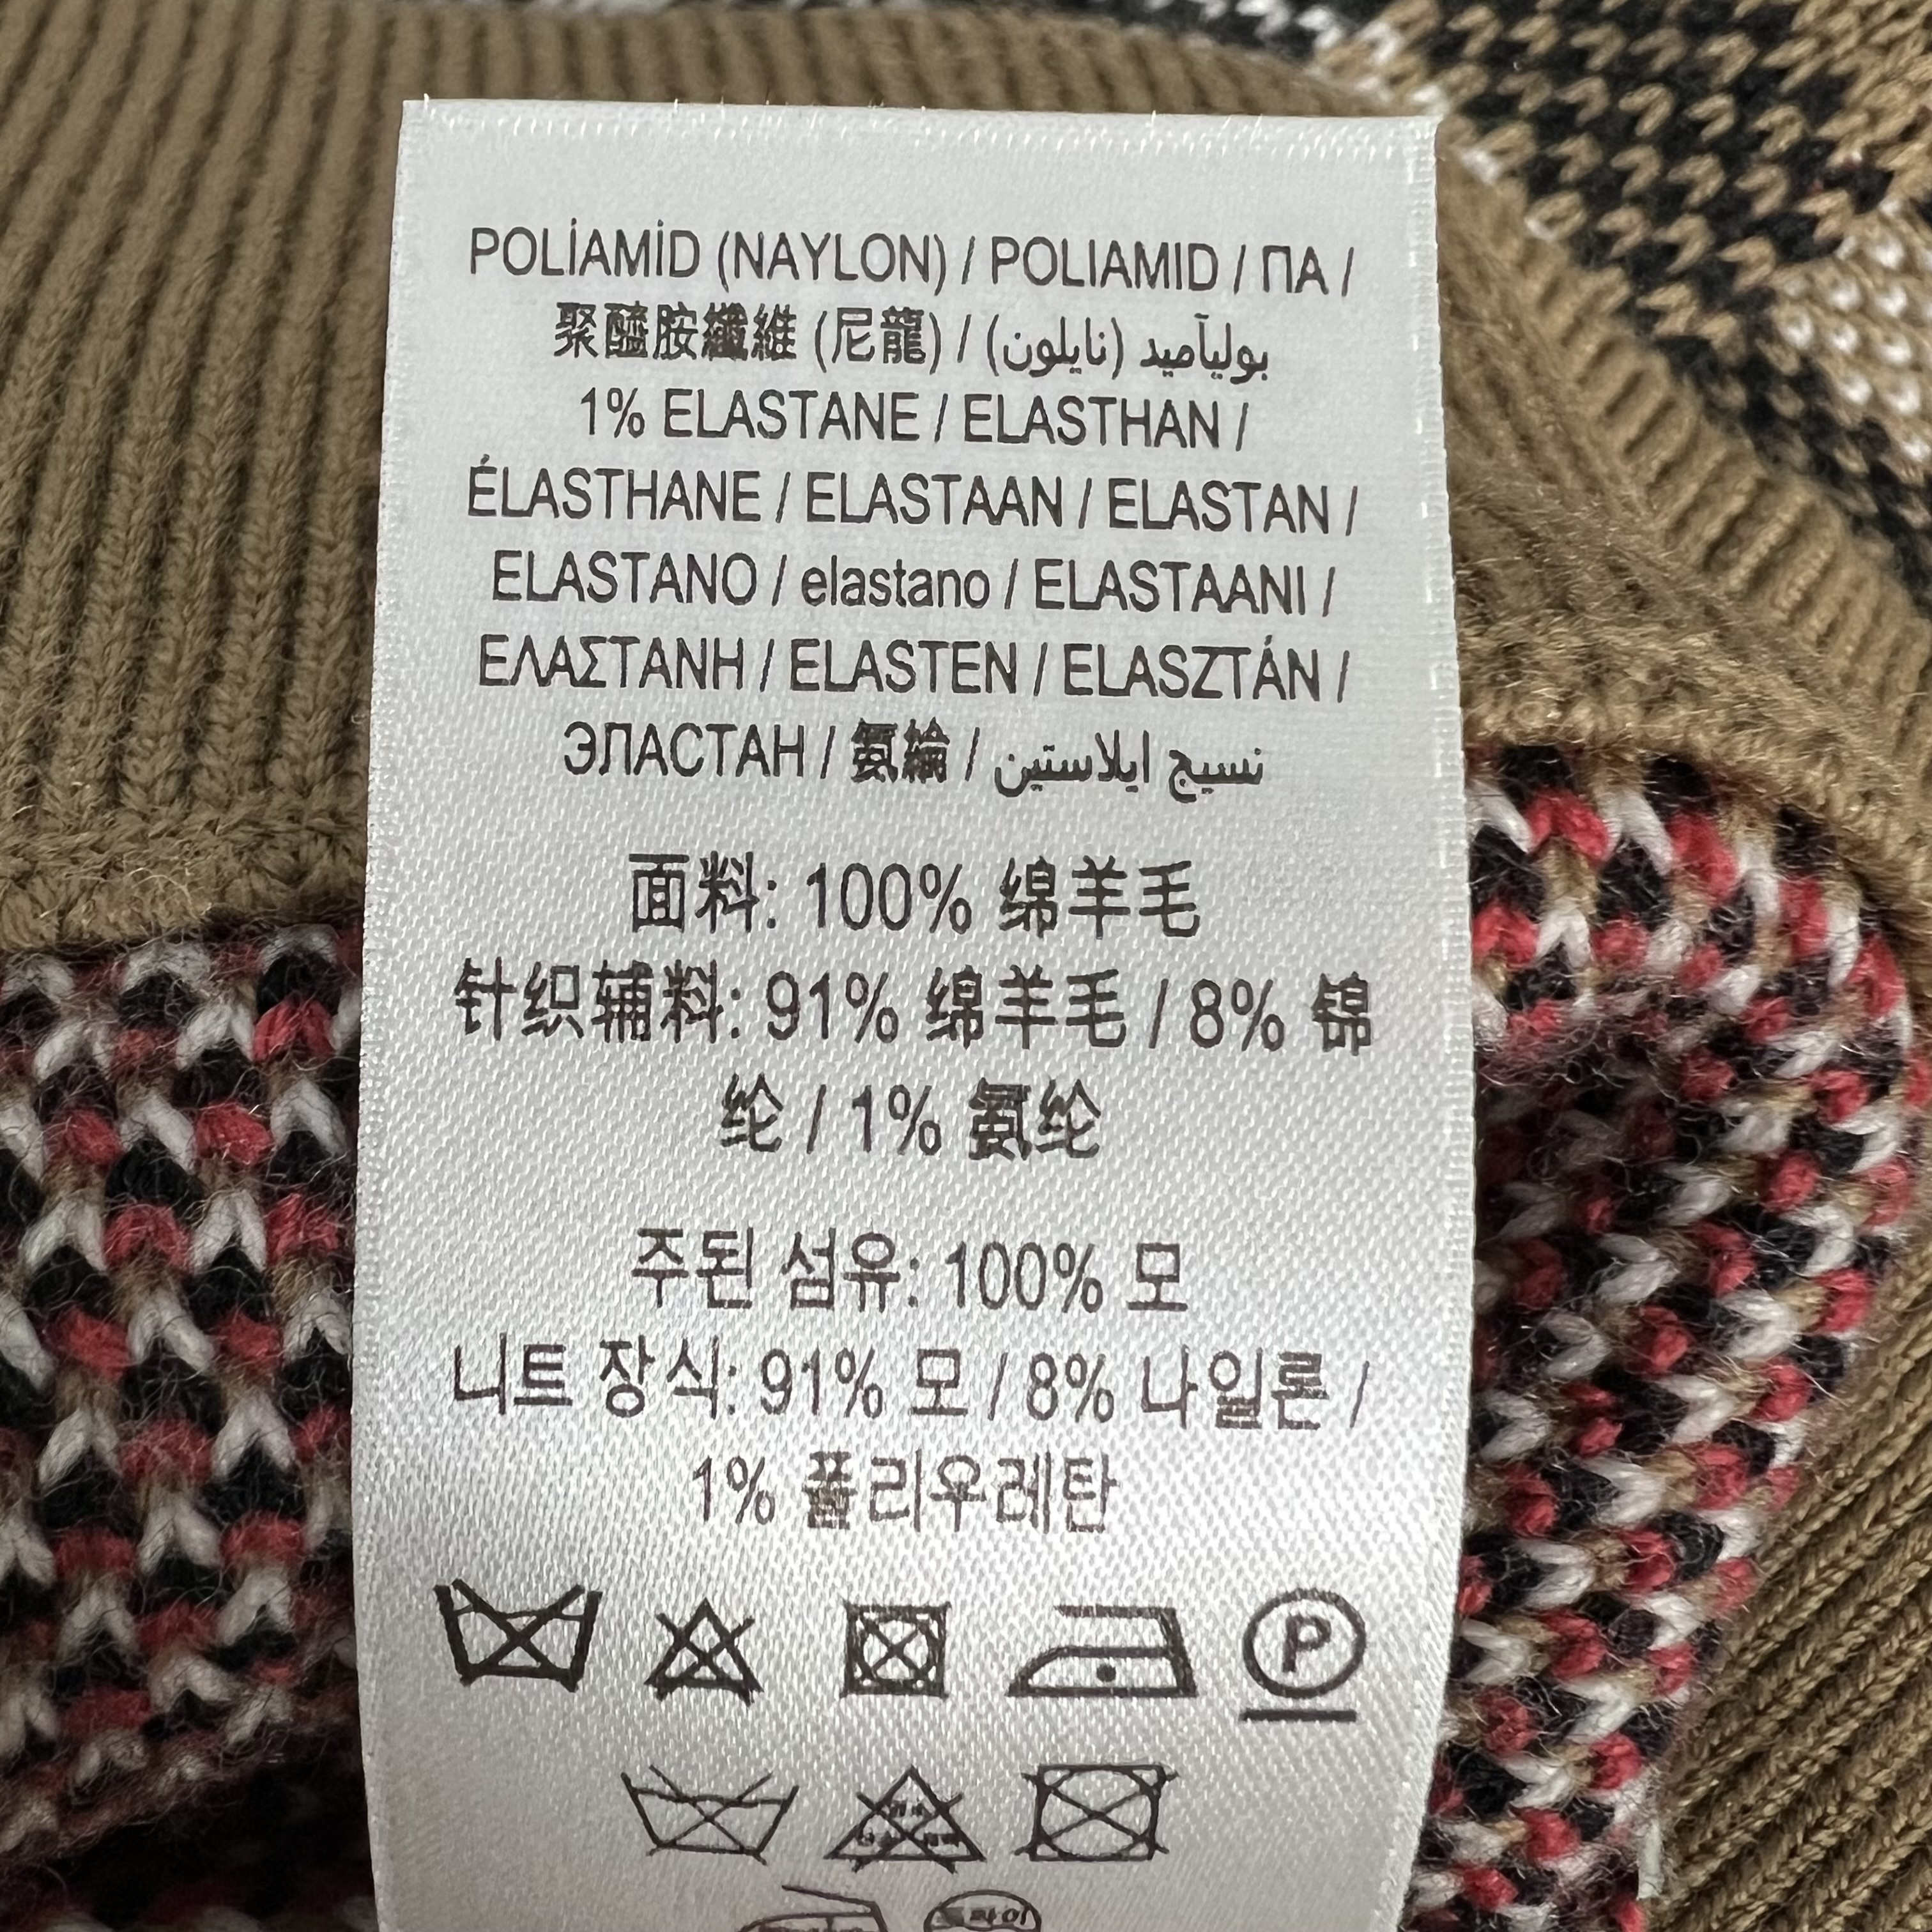 POLİAMİD (NAYLON) / POLIAMID / ПА /
聚醯胺纖維 (尼龍) / بوليآميد (نايلون)
1% ELASTANE / ELASTHAN /
ÉLASTHANE / ELASTAAN / ELASTAN /
ELASTANO / elastano / ELASTAANI /
ΕΛΑΣΤΑΝΗ / ELASTEN / ELASZTÁN /
ЭЛАСТАН / 氨綸 / نسيج ايلاستين
面料: 100% 绵羊毛
针织辅料: 91% 绵羊毛 / 8% 锦
纶 / 1% 氨纶
주된 섬유: 100% 모
니트 장식: 91% 모 / 8% 나일론 /
1% 폴리우레탄
P